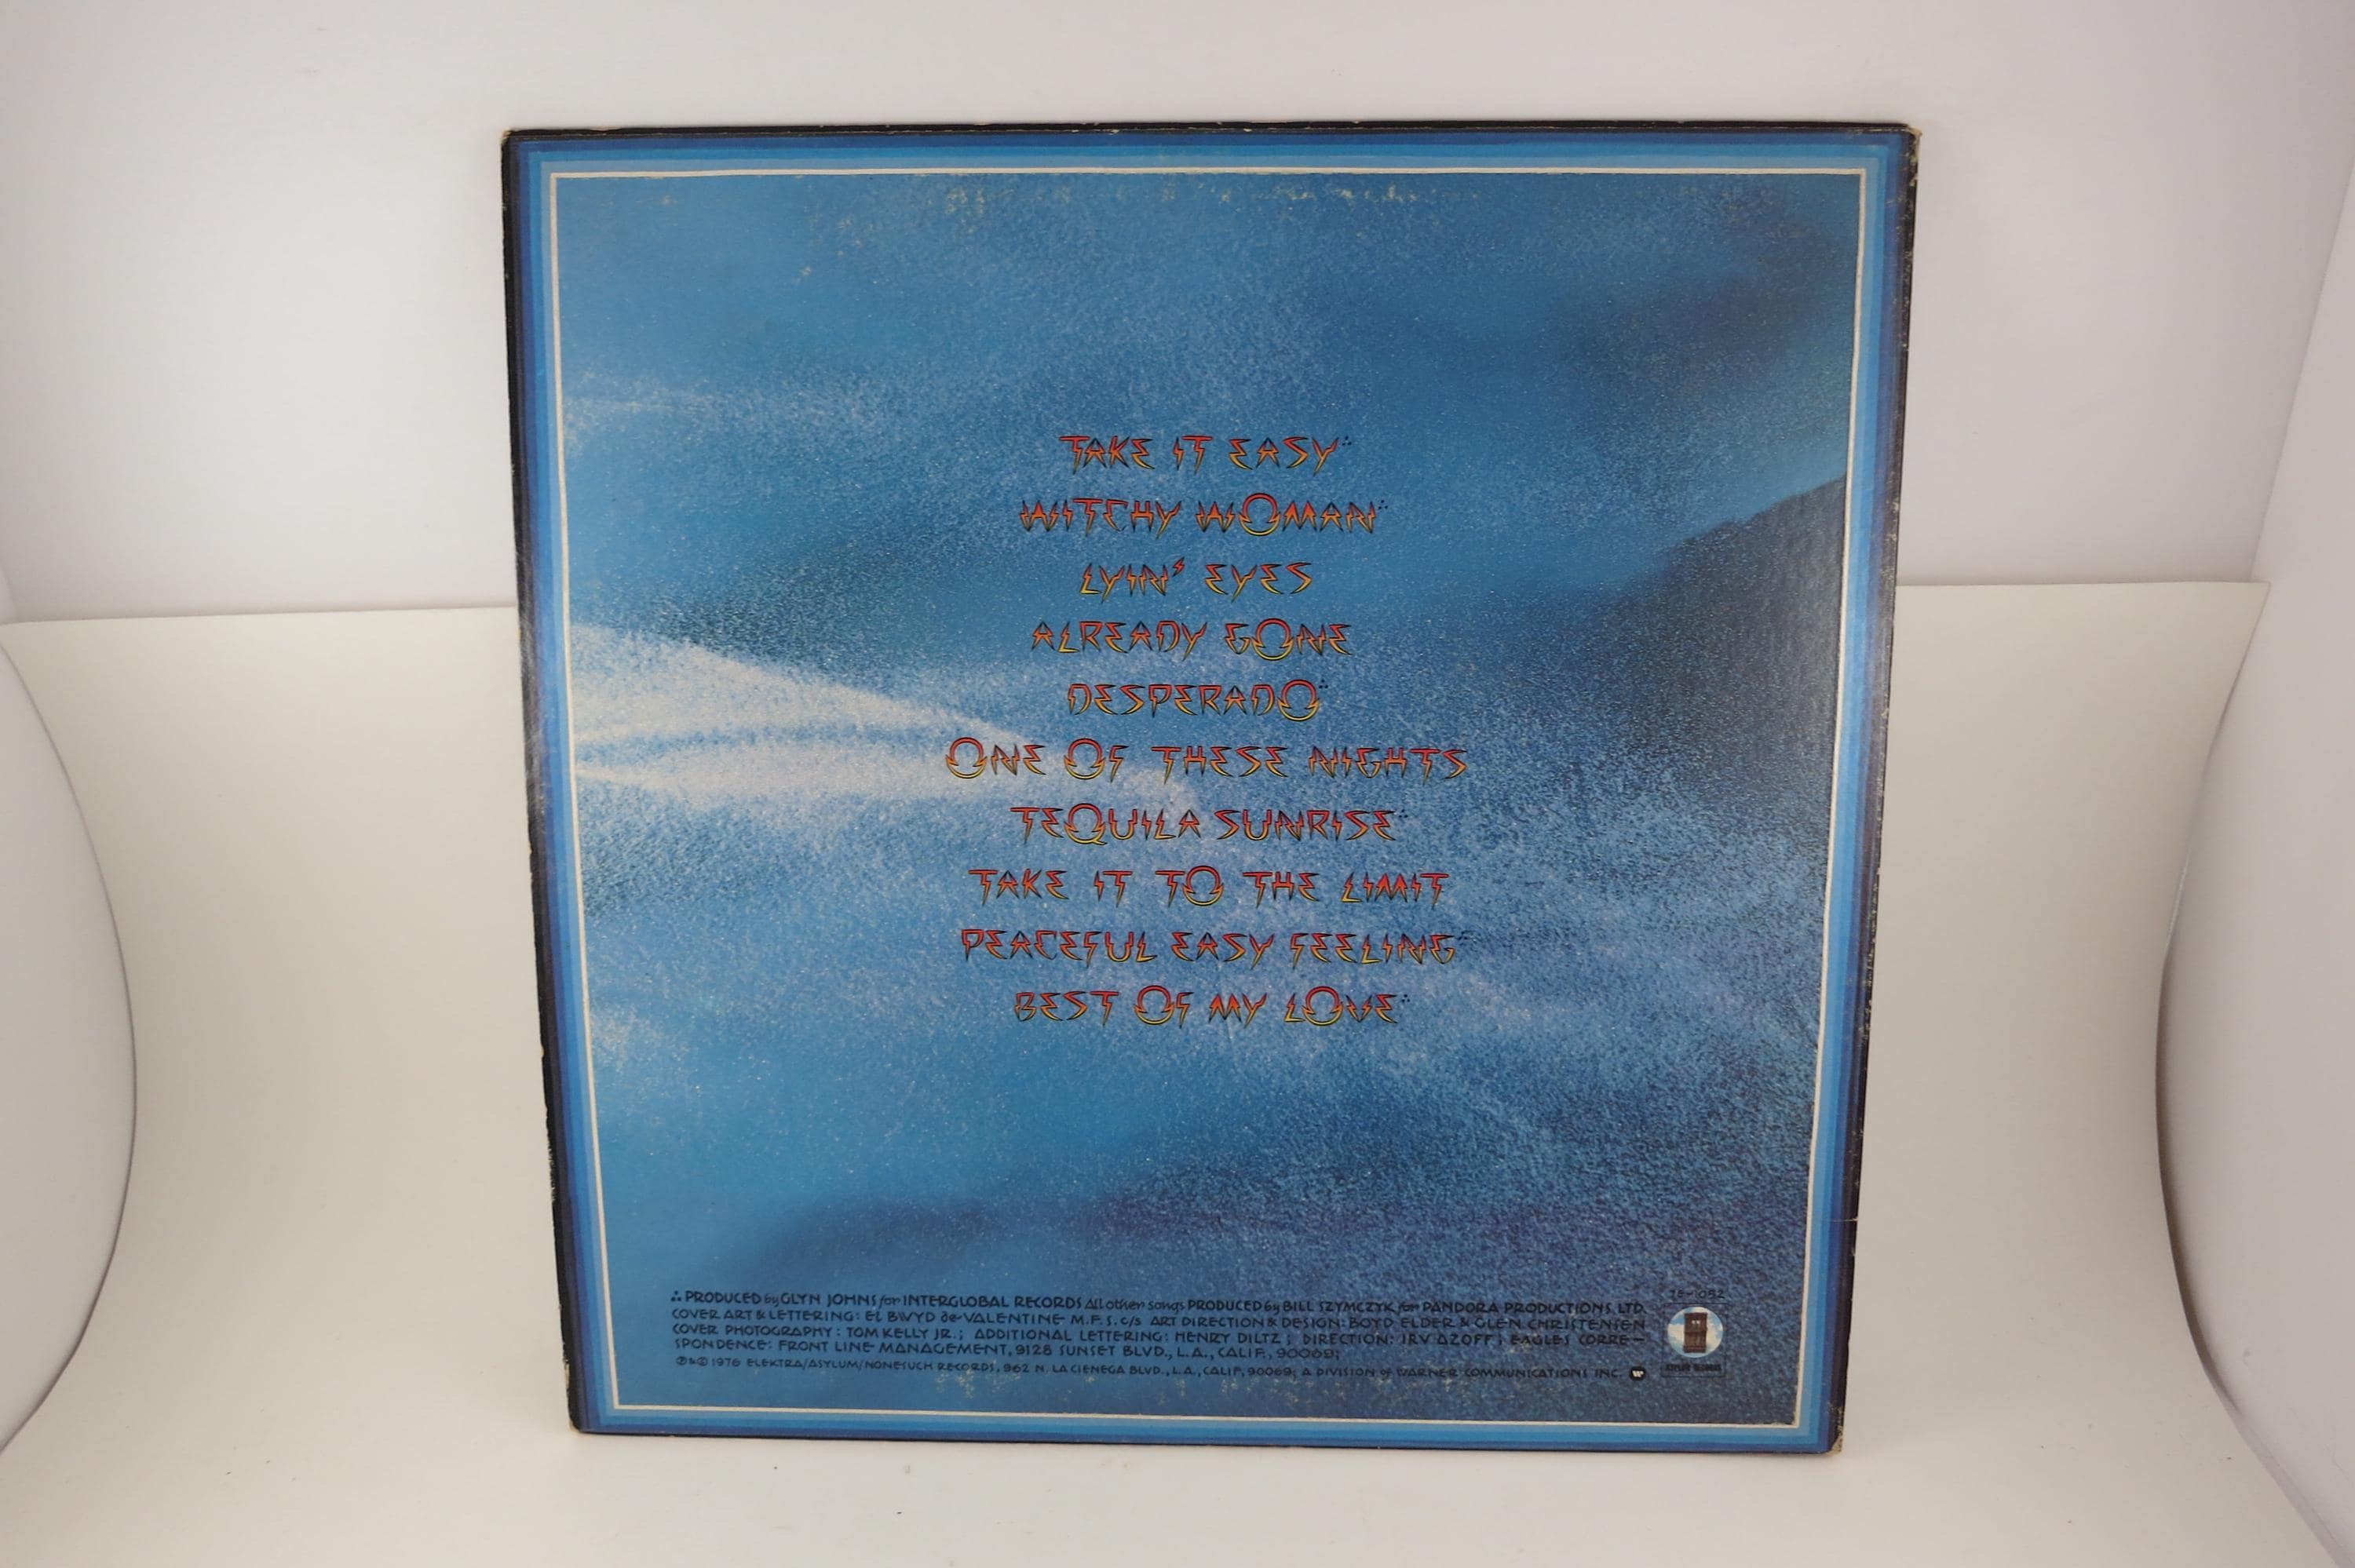 TAKE IT EASY∴
WITCHY WOMAN∴
LYIN' EYES
ALREADY GONE
DESPERADO∴
ONE OF THESE NIGHTS
TEQUILA SUNRISE∴
TAKE IT TO THE LIMIT
PEACEFUL EASY FEELING∴
BEST OF MY LOVE∴
∴ PRODUCED by GLYN JOHNS for INTERGLOBAL RECORDS All other songs PRODUCED by BILL SZYMCZYK for PANDORA PRODUCTIONS, LTD.
COVER ART & LETTERING: EL BWYD de VALENTINE M.F.S. c/s ART DIRECTION & DESIGN: BOYD ELDER & GLEN CHRISTENSEN
COVER PHOTOGRAPHY: TOM KELLY JR.; ADDITIONAL LETTERING: HENRY DILTZ; DIRECTION: IRV AZOFF; EAGLES CORRE-
SPONDENCE: FRONT LINE MANAGEMENT, 9128 SUNSET BLVD., L.A., CALIF., 90069;
℗&© 1976 ELEKTRA/ASYLUM/NONESUCH RECORDS, 962 N. LA CIENEGA BLVD., L.A., CALIF, 90069; A DIVISION of WARNER COMMUNICATIONS INC.
7E-1052
ASYLUM RECORDS